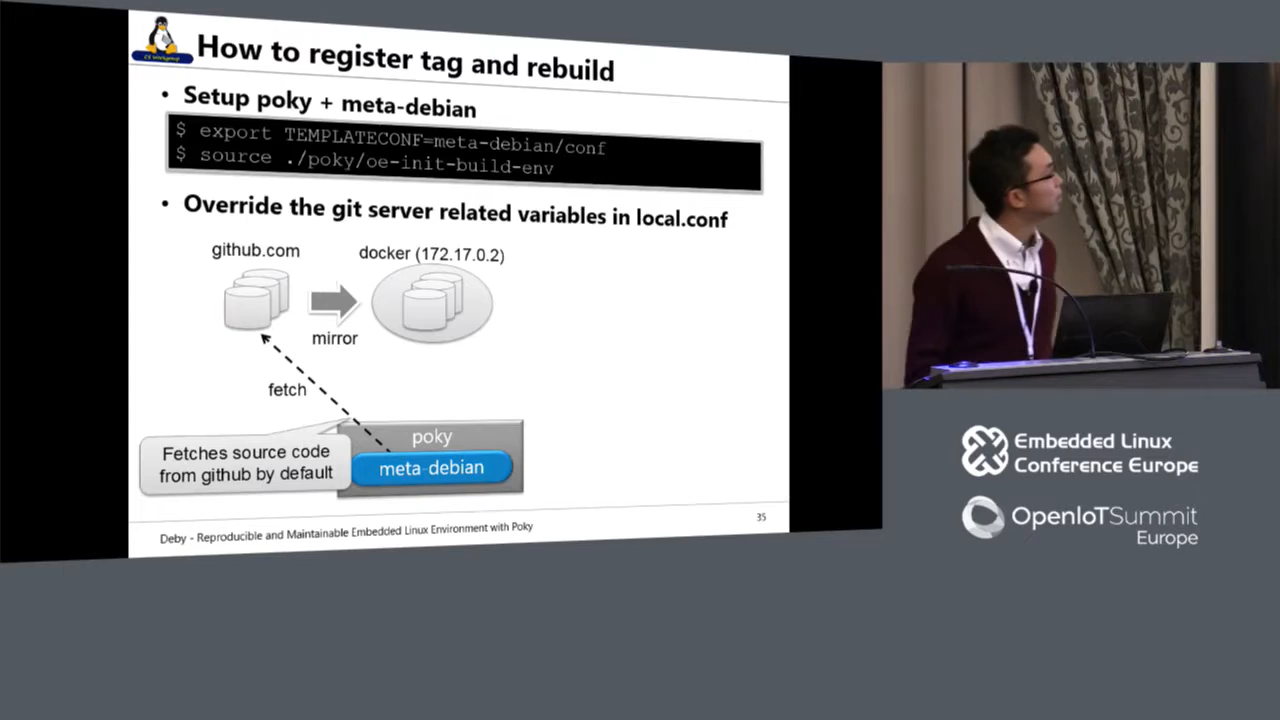 How to register tag and rebuild
• Setup poky + meta-debian
$ export TEMPLATECONF=meta-debian/conf
$ source ./poky/oe-init-build-env
• Override the git server related variables in local.conf
github.com
docker (172.17.0.2)
mirror
fetch
Fetches source code
from github by default
poky
meta-debian
Deby - Reproducible and Maintainable Embedded Linux Environment with Poky
35
Embedded Linux
Conference Europe
OpenIoTSummit
Europe